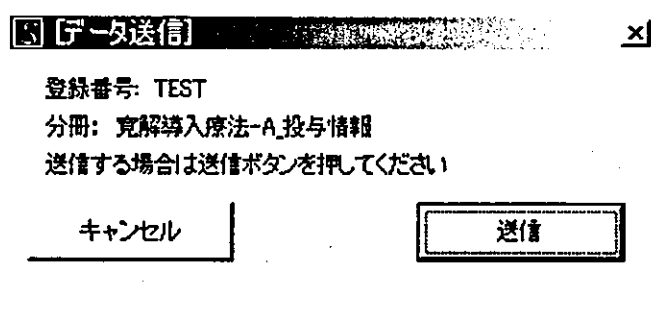 [データ送信]
登録番号: TEST
分冊: 寛解導入療法-A_投与情報
送信する場合は送信ボタンを押してください
キャンセル
送信